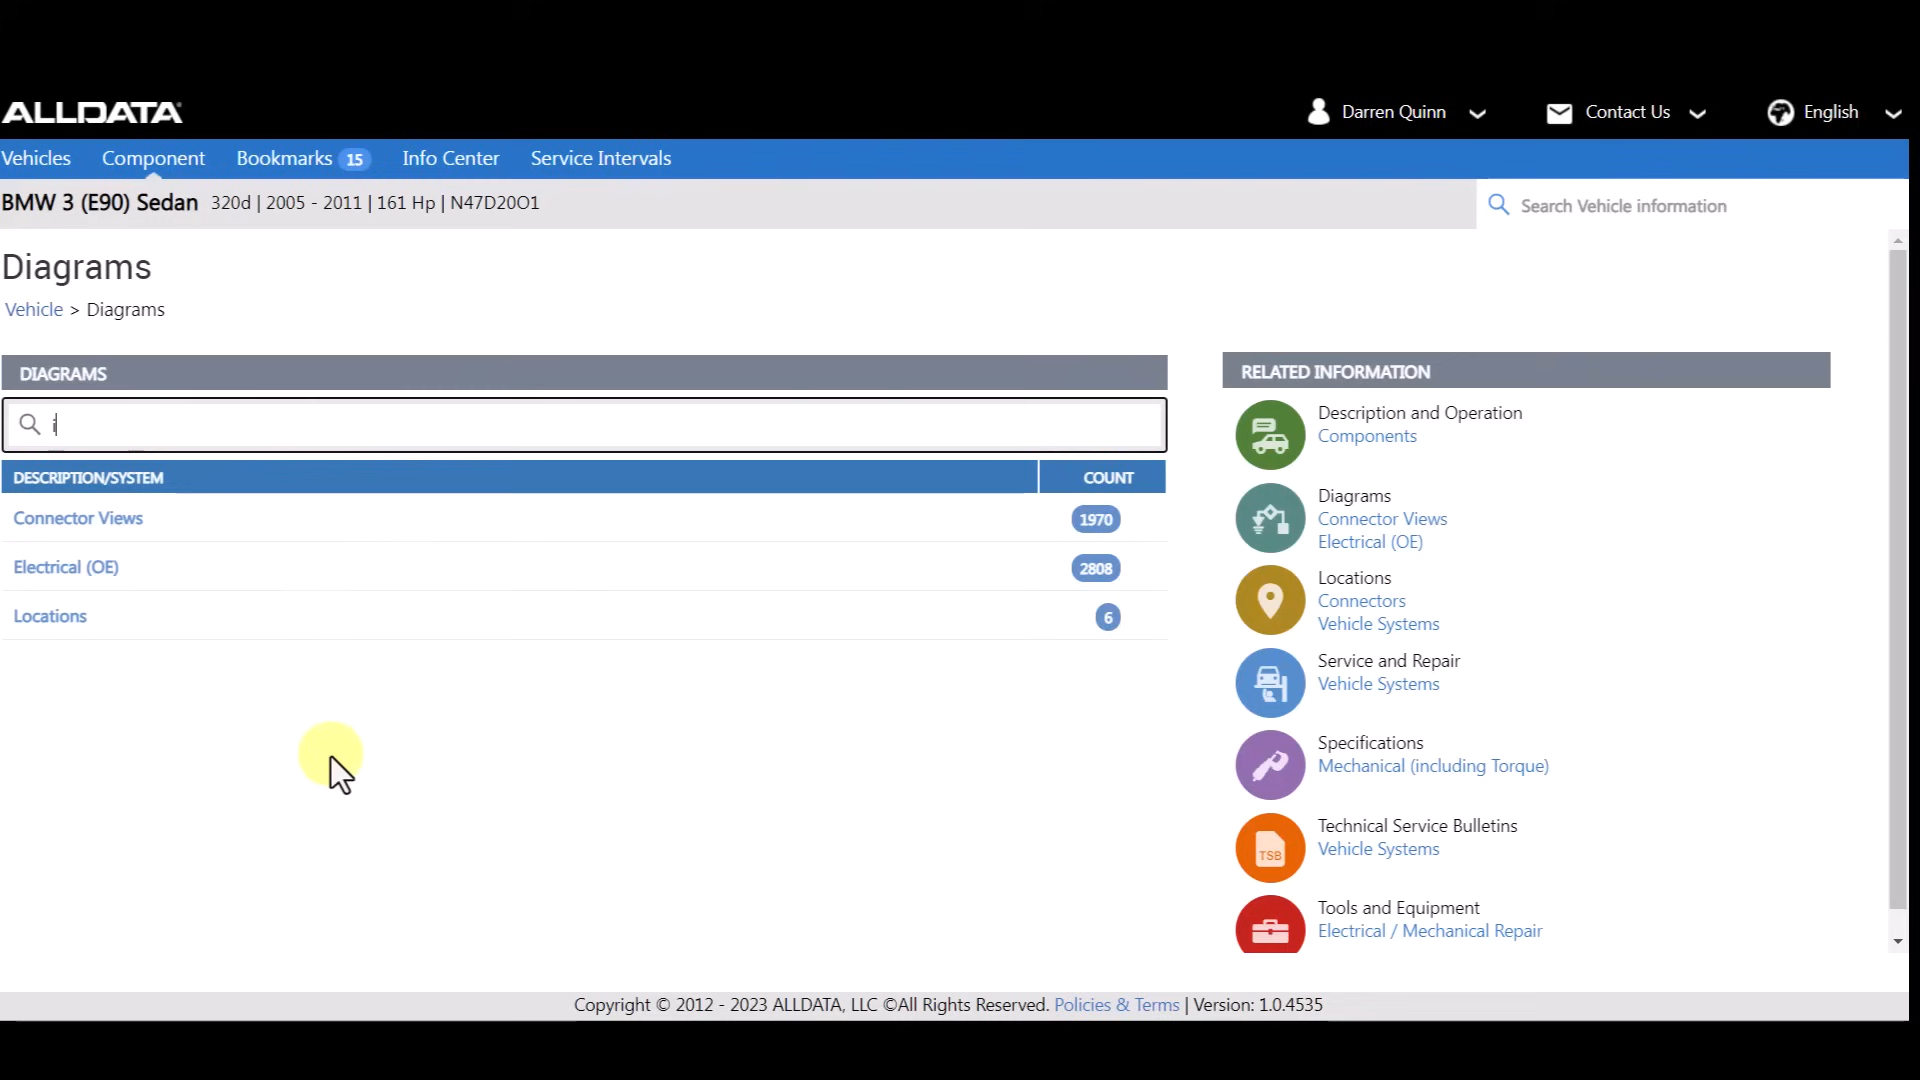 ALLDATA
Darren Quinn
Contact Us
English
Vehicles
Component
Bookmarks 15
Info Center
Service Intervals
BMW 3 (E90) Sedan 320d | 2005 - 2011 | 161 Hp | N47D20O1
Search Vehicle information
Diagrams
Vehicle > Diagrams
DIAGRAMS
i
DESCRIPTION/SYSTEM COUNT
Connector Views 1970
Electrical (OE) 2808
Locations 6
RELATED INFORMATION
Description and Operation
Components
Diagrams
Connector Views
Electrical (OE)
Locations
Connectors
Vehicle Systems
Service and Repair
Vehicle Systems
Specifications
Mechanical (including Torque)
TSB
Technical Service Bulletins
Vehicle Systems
Tools and Equipment
Electrical / Mechanical Repair
Copyright © 2012 - 2023 ALLDATA, LLC ©All Rights Reserved. Policies & Terms | Version: 1.0.4535